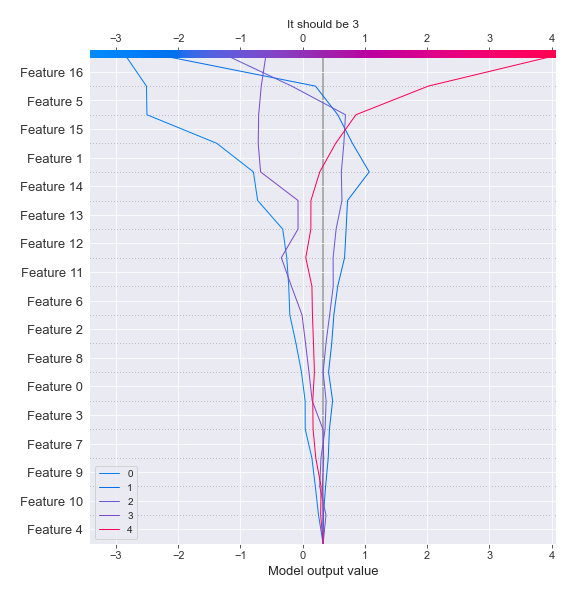 It should be 3
−3 −2 −1 0 1 2 3 4
Feature 16
Feature 5
Feature 15
Feature 1
Feature 14
Feature 13
Feature 12
Feature 11
Feature 6
Feature 2
Feature 8
Feature 0
Feature 3
Feature 7
Feature 9
Feature 10
Feature 4
0
1
2
3
4
−3 −2 −1 0 1 2 3 4
Model output value